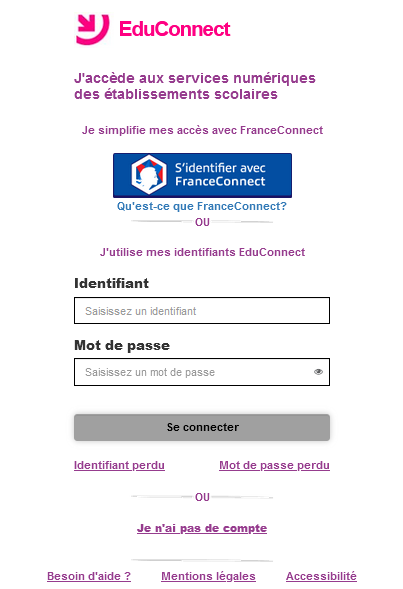 EduConnect
J'accède aux services numériques
des établissements scolaires
Je simplifie mes accès avec FranceConnect
S'identifier avec
FranceConnect
Qu'est-ce que FranceConnect?
OU
J'utilise mes identifiants EduConnect
Identifiant
Saisissez un identifiant
Mot de passe
Saisissez un mot de passe
Se connecter
Identifiant perdu Mot de passe perdu
OU
Je n'ai pas de compte
Besoin d'aide ? Mentions légales Accessibilité